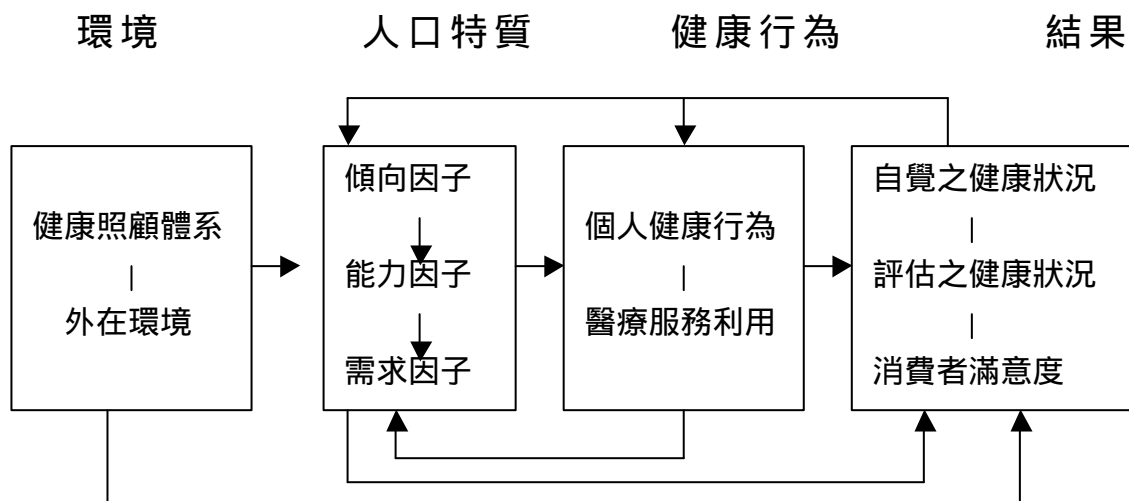 環境 人口特質 健康行為 結果
健康照顧體系
外在環境
傾向因子
能力因子
需求因子
個人健康行為
醫療服務利用
自覺之健康狀況
評估之健康狀況
消費者滿意度